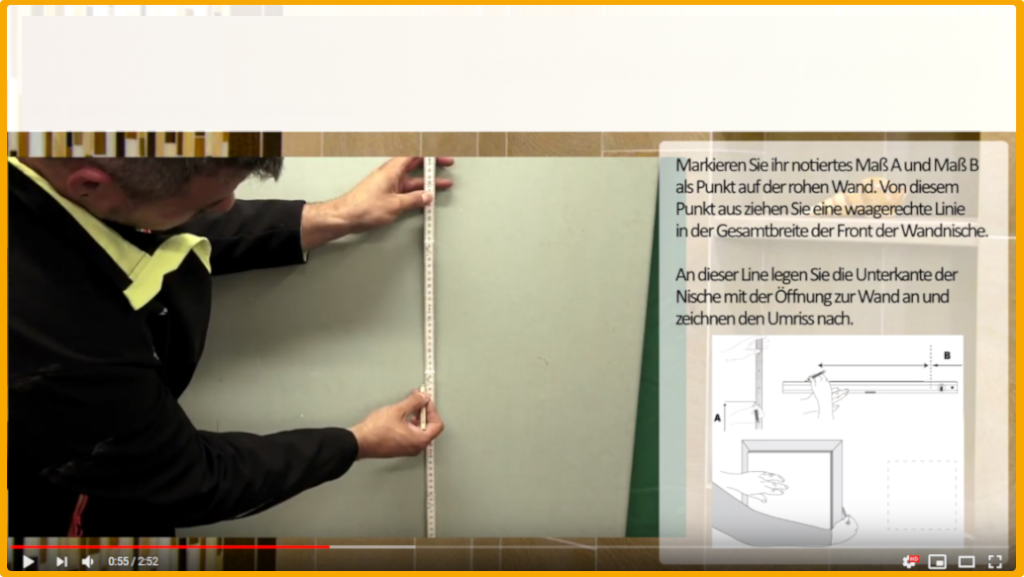 Markieren Sie ihr notiertes Maß A und Maß B
als Punkt auf der rohen Wand. Von diesem
Punkt aus ziehen Sie eine waagerechte Linie
in der Gesamtbreite der Front der Wandnische.
An dieser Line legen Sie die Unterkante der
Nische mit der Öffnung zur Wand an und
zeichnen den Umriss nach.
B
A
0:55 / 2:52
HD